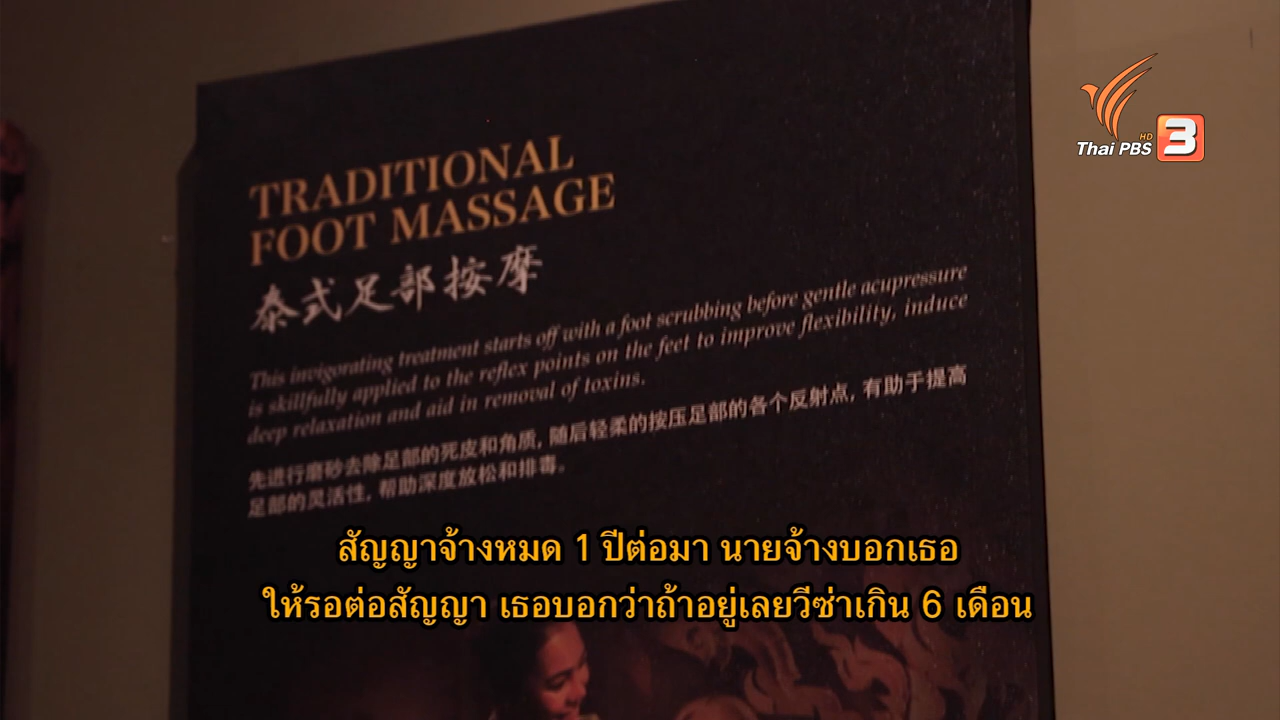 TRADITIONAL
FOOT MASSAGE
泰式足部按摩
This invigorating treatment starts off with a foot scrubbing before gentle acupressure
is skillfully applied to the reflex points on the feet to improve flexibility, induce
deep relaxation and aid in removal of toxins.
先进行磨砂去除足部的死皮和角质, 随后轻柔的按压足部的各个反射点, 有助于提高
足部的灵活性, 帮助深度放松和排毒。
HD
Thai PBS 3
สัญญาจ้างหมด 1 ปีต่อมา นายจ้างบอกเธอ
ให้รอต่อสัญญา เธอบอกว่าถ้าอยู่เลยวีซ่าเกิน 6 เดือน